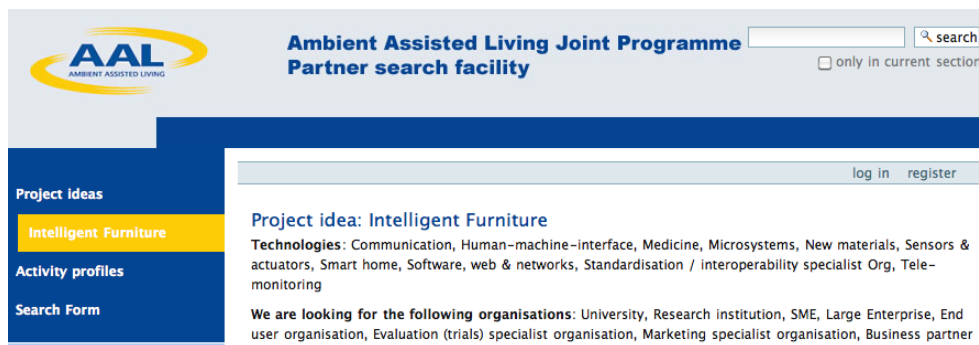 AAL
AMBIENT ASSISTED LIVING
Ambient Assisted Living Joint Programme
Partner search facility
search
only in current section
log in register
Project ideas
Intelligent Furniture
Activity profiles
Search Form
Project idea: Intelligent Furniture
Technologies: Communication, Human-machine-interface, Medicine, Microsystems, New materials, Sensors &
actuators, Smart home, Software, web & networks, Standardisation / interoperability specialist Org, Tele-
monitoring
We are looking for the following organisations: University, Research institution, SME, Large Enterprise, End
user organisation, Evaluation (trials) specialist organisation, Marketing specialist organisation, Business partner